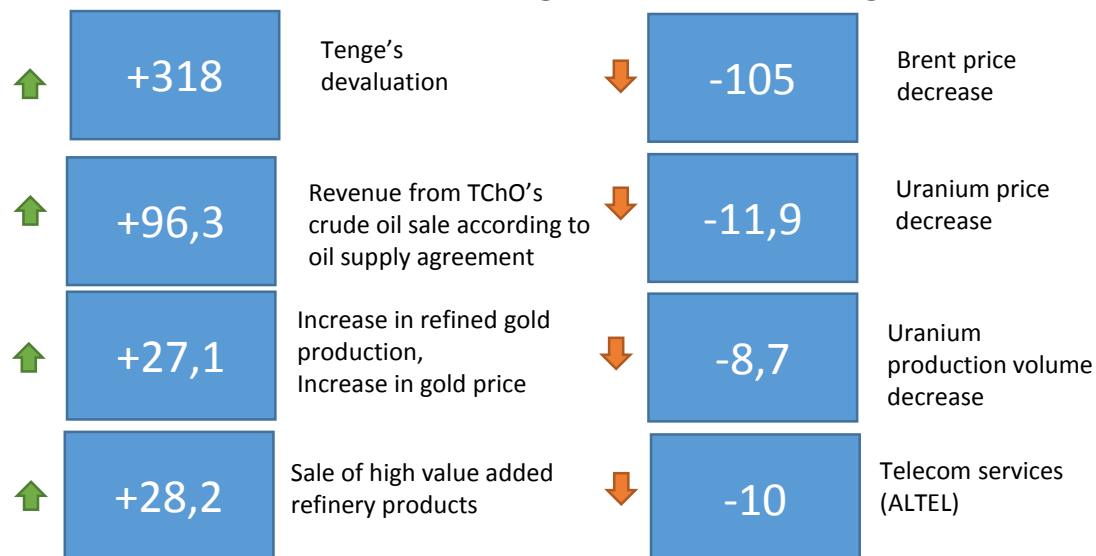 +318
Tenge’s
devaluation
-105
Brent price
decrease
+96,3
Revenue from TChO’s
crude oil sale according to
oil supply agreement
-11,9
Uranium price
decrease
+27,1
Increase in refined gold
production,
Increase in gold price
-8,7
Uranium
production volume
decrease
+28,2
Sale of high value added
refinery products
-10
Telecom services
(ALTEL)